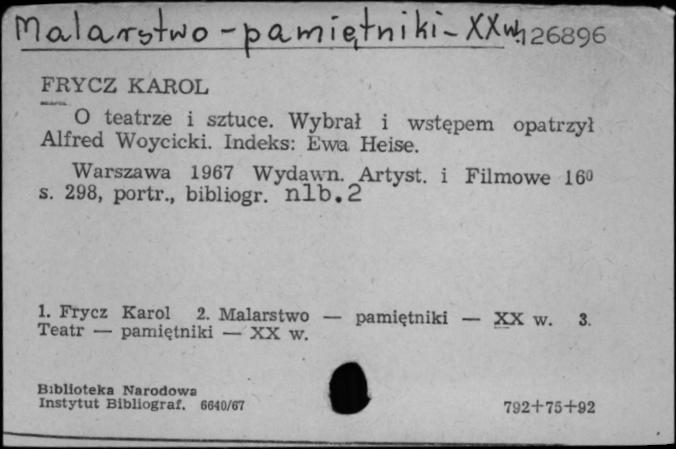 Malarstwo - pamiętniki - XX w. 126896
FRYCZ KAROL
O teatrze i sztuce. Wybrał i wstępem opatrzył
Alfred Woycicki. Indeks: Ewa Heise.
Warszawa 1967 Wydawn. Artyst. i Filmowe 16⁰
s. 298, portr., bibliogr. nlb.2
1. Frycz Karol 2. Malarstwo — pamiętniki — XX w. 3.
Teatr — pamiętniki — XX w.
Biblioteka Narodowa
Instytut Bibliograf. 6640/67
792+75+92